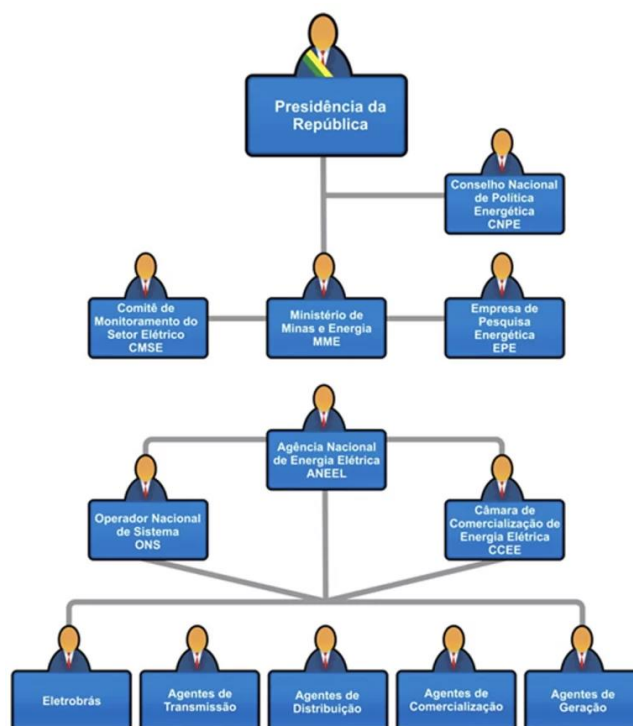 Presidência da
República
Conselho Nacional
de Política
Energética
CNPE
Comitê de
Monitoramento do
Setor Elétrico
CMSE
Ministério de
Minas e Energia
MME
Empresa de
Pesquisa
Energética
EPE
Agência Nacional
de Energia Elétrica
ANEEL
Operador Nacional
de Sistema
ONS
Câmara de
Comercialização de
Energia Elétrica
CCEE
Eletrobrás
Agentes de
Transmissão
Agentes de
Distribuição
Agentes de
Comercialização
Agentes de
Geração